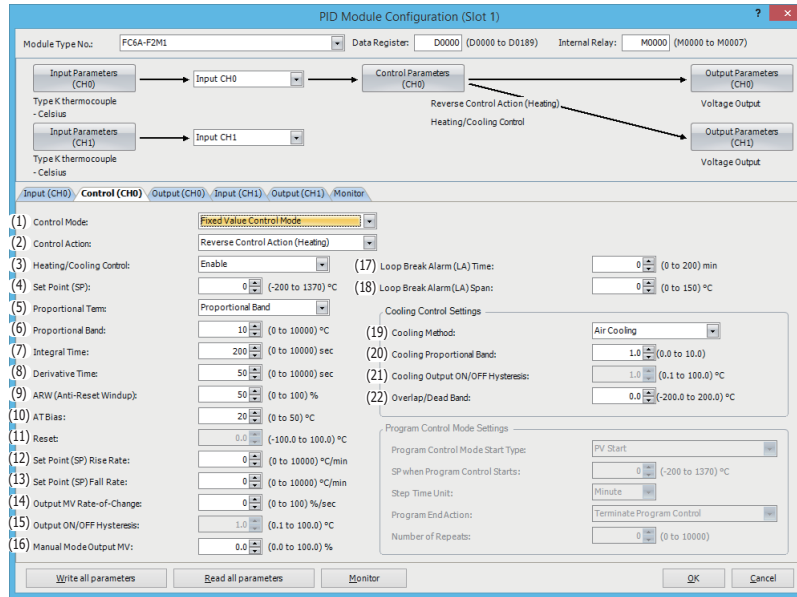 PID Module Configuration (Slot 1)
? x
Module Type No.: FC6A-F2M1 Data Register: D0000 (D0000 to D0189) Internal Relay: M0000 (M0000 to M0007)
Input Parameters (CH0)
Input CH0
Control Parameters (CH0)
Output Parameters (CH0)
Type K thermocouple
- Celsius
Reverse Control Action (Heating)
Heating/Cooling Control
Voltage Output
Input Parameters (CH1)
Input CH1
Output Parameters (CH1)
Type K thermocouple
- Celsius
Voltage Output
Input (CH0) Control (CH0) Output (CH0) Input (CH1) Output (CH1) Monitor
(1) Control Mode: Fixed Value Control Mode
(2) Control Action: Reverse Control Action (Heating)
(3) Heating/Cooling Control: Enable
(4) Set Point (SP): 0 (-200 to 1370) °C
(5) Proportional Term: Proportional Band
(6) Proportional Band: 10 (0 to 10000) °C
(7) Integral Time: 200 (0 to 10000) sec
(8) Derivative Time: 50 (0 to 10000) sec
(9) ARW (Anti-Reset Windup): 50 (0 to 100) %
(10) AT Bias: 20 (0 to 50) °C
(11) Reset: 0.0 (-100.0 to 100.0) °C
(12) Set Point (SP) Rise Rate: 0 (0 to 10000) °C/min
(13) Set Point (SP) Fall Rate: 0 (0 to 10000) °C/min
(14) Output MV Rate-of-Change: 0 (0 to 100) %/sec
(15) Output ON/OFF Hysteresis: 1.0 (0.1 to 100.0) °C
(16) Manual Mode Output MV: 0.0 (0.0 to 100.0) %
(17) Loop Break Alarm (LA) Time: 0 (0 to 200) min
(18) Loop Break Alarm (LA) Span: 0 (0 to 150) °C
Cooling Control Settings
(19) Cooling Method: Air Cooling
(20) Cooling Proportional Band: 1.0 (0.0 to 10.0)
(21) Cooling Output ON/OFF Hysteresis: 1.0 (0.1 to 100.0) °C
(22) Overlap/Dead Band: 0.0 (-200.0 to 200.0) °C
Program Control Mode Settings
Program Control Mode Start Type: PV Start
SP when Program Control Starts: 0 (-200 to 1370) °C
Step Time Unit: Minute
Program End Action: Terminate Program Control
Number of Repeats: 0 (0 to 10000)
Write all parameters Read all parameters Monitor OK Cancel